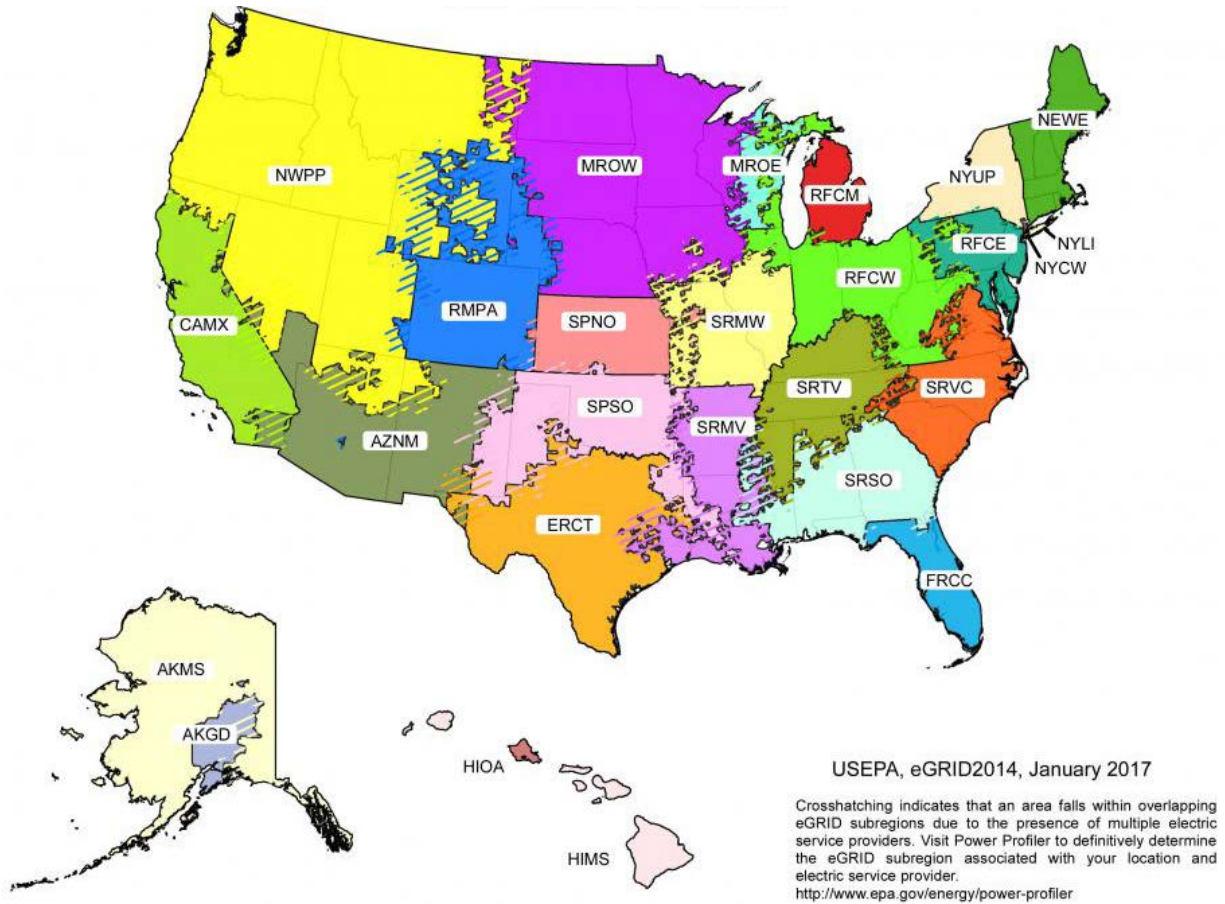 NEWE
NWPP
MROW
MROE
RFCM
NYUP
RFCE
NYLI
NYCW
RFCW
CAMX
RMPA
SPNO
SRMW
SRTV
SRVC
SPSO
SRMV
AZNM
SRSO
ERCT
FRCC
AKMS
AKGD
HIOA
HIMS
USEPA, eGRID2014, January 2017
Crosshatching indicates that an area falls within overlapping
eGRID subregions due to the presence of multiple electric
service providers. Visit Power Profiler to definitively determine
the eGRID subregion associated with your location and
electric service provider.
http://www.epa.gov/energy/power-profiler